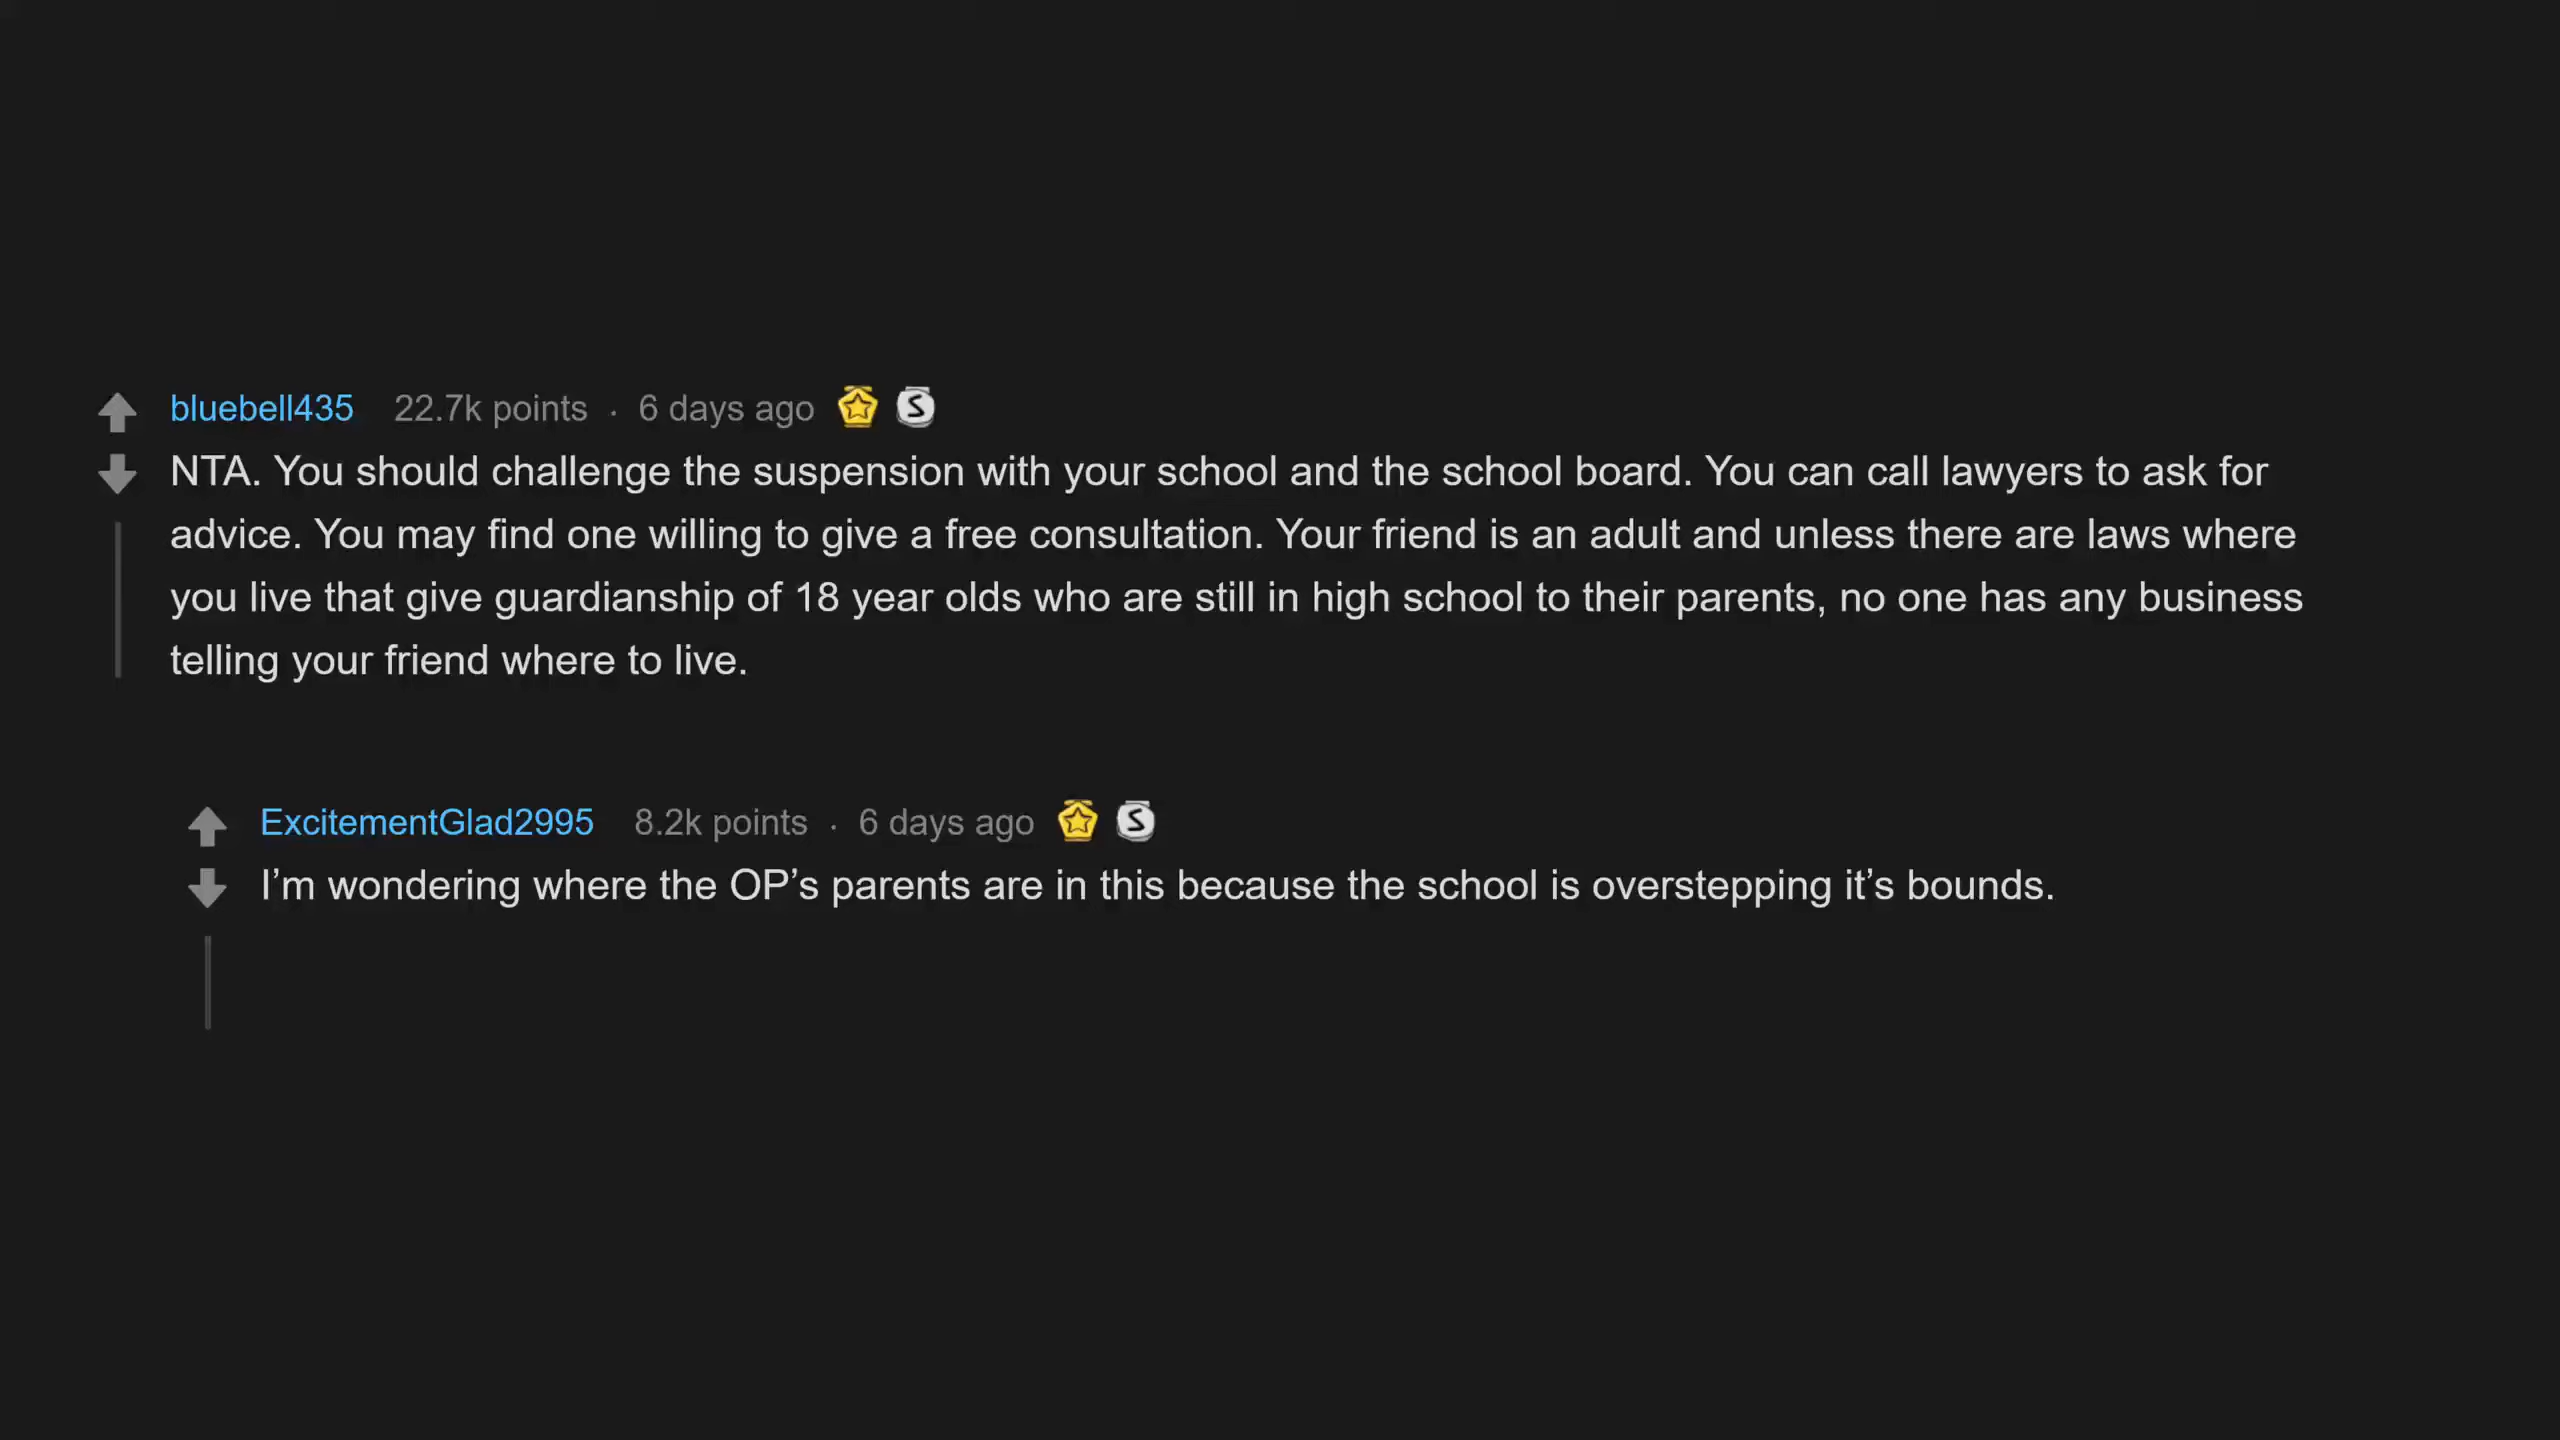 bluebell435 22.7k points · 6 days ago
NTA. You should challenge the suspension with your school and the school board. You can call lawyers to ask for
advice. You may find one willing to give a free consultation. Your friend is an adult and unless there are laws where
you live that give guardianship of 18 year olds who are still in high school to their parents, no one has any business
telling your friend where to live.
ExcitementGlad2995 8.2k points · 6 days ago
I’m wondering where the OP’s parents are in this because the school is overstepping it’s bounds.